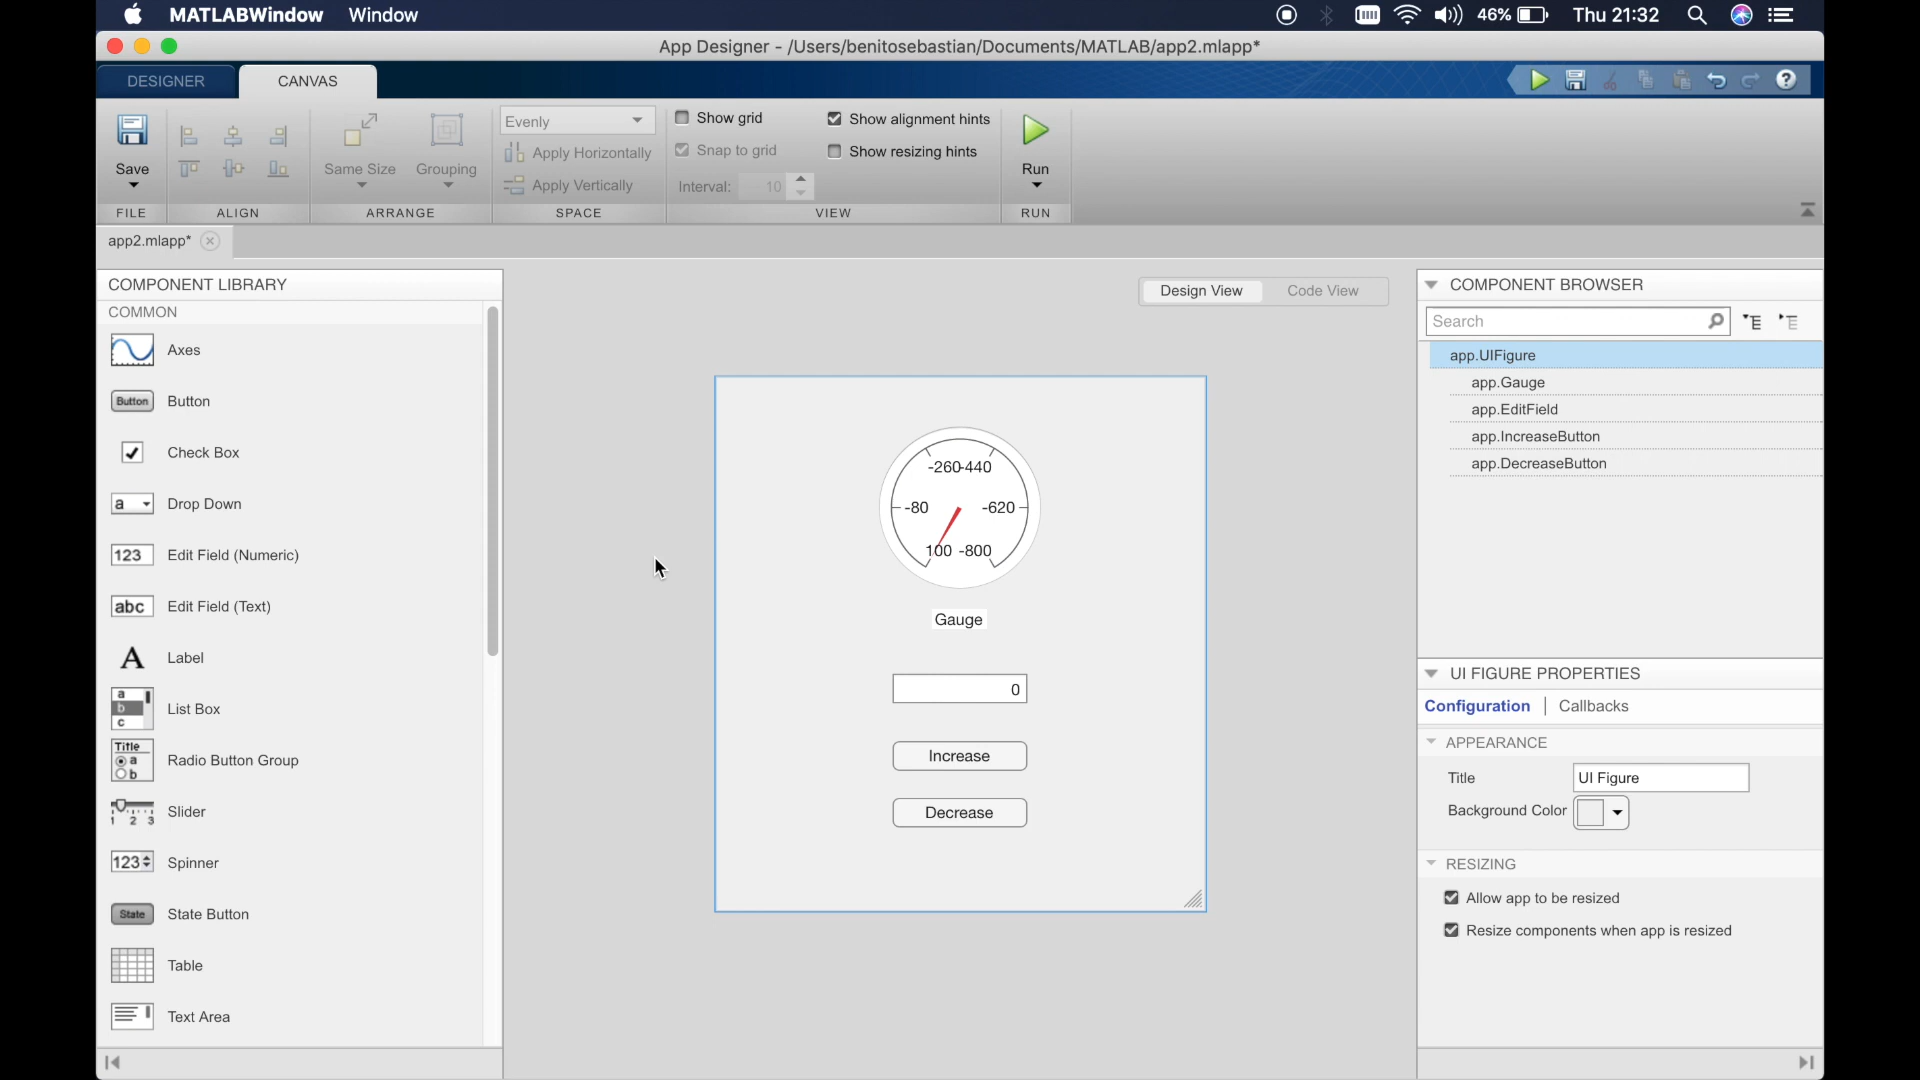 MATLABWindow Window 46% Thu 21:32
App Designer - /Users/benitosebastian/Documents/MATLAB/app2.mlapp*
DESIGNER CANVAS
Save
FILE
ALIGN
Same Size Grouping
ARRANGE
Evenly
Apply Horizontally
Apply Vertically
SPACE
Show grid Show alignment hints
Snap to grid Show resizing hints
Interval: 10
VIEW
Run
RUN
app2.mlapp*
COMPONENT LIBRARY
COMMON
Axes
Button Button
Check Box
a Drop Down
123 Edit Field (Numeric)
abc Edit Field (Text)
A Label
a
b List Box
c
Title
a Radio Button Group
b
Slider
1 2 3
123 Spinner
State State Button
Table
Text Area
Design View Code View
-260 -440
-80 -620
100 -800
Gauge
0
Increase
Decrease
COMPONENT BROWSER
Search
app.UIFigure
app.Gauge
app.EditField
app.IncreaseButton
app.DecreaseButton
UI FIGURE PROPERTIES
Configuration | Callbacks
APPEARANCE
Title UI Figure
Background Color
RESIZING
Allow app to be resized
Resize components when app is resized